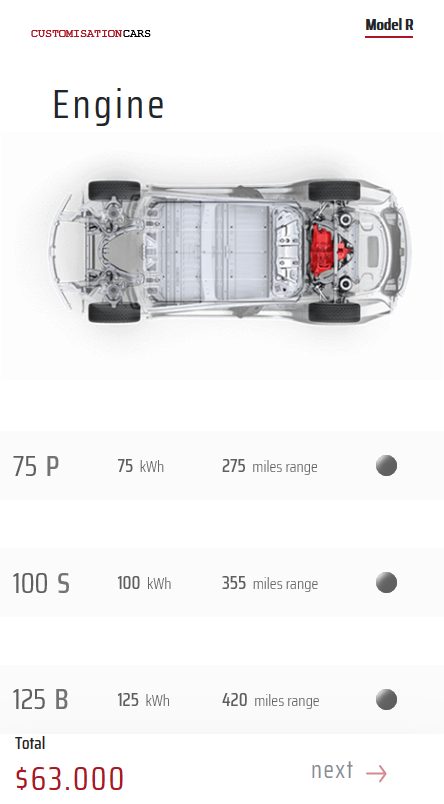 CUSTOMISATIONCARS
Model R
Engine
75 P 75 kWh 275 miles range
100 S 100 kWh 355 miles range
125 B 125 kWh 420 miles range
Total
$63.000
next →